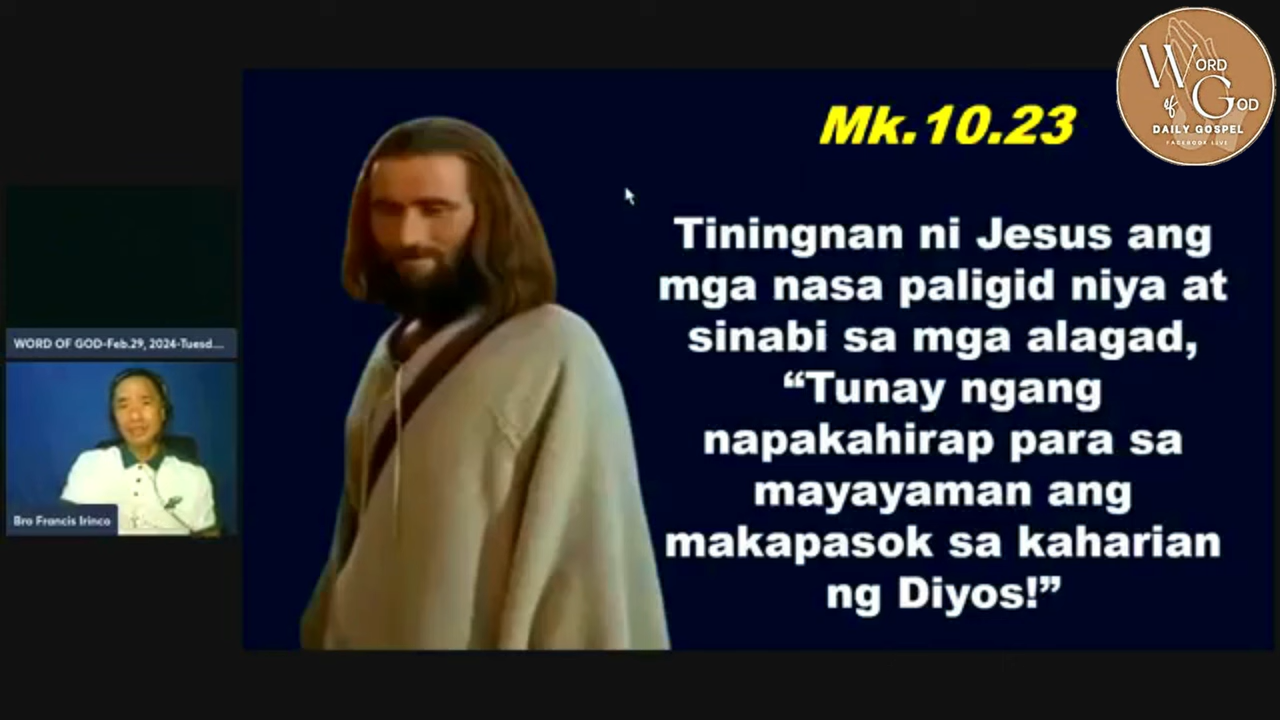 WORD of GOD
DAILY GOSPEL
FACEBOOK LIVE
Mk.10.23
Tiningnan ni Jesus ang
mga nasa paligid niya at
sinabi sa mga alagad,
“Tunay ngang
napakahirap para sa
mayayaman ang
makapasok sa kaharian
ng Diyos!”
WORD OF GOD-Feb.29, 2024-Tuesd...
Bro Francis Irinco